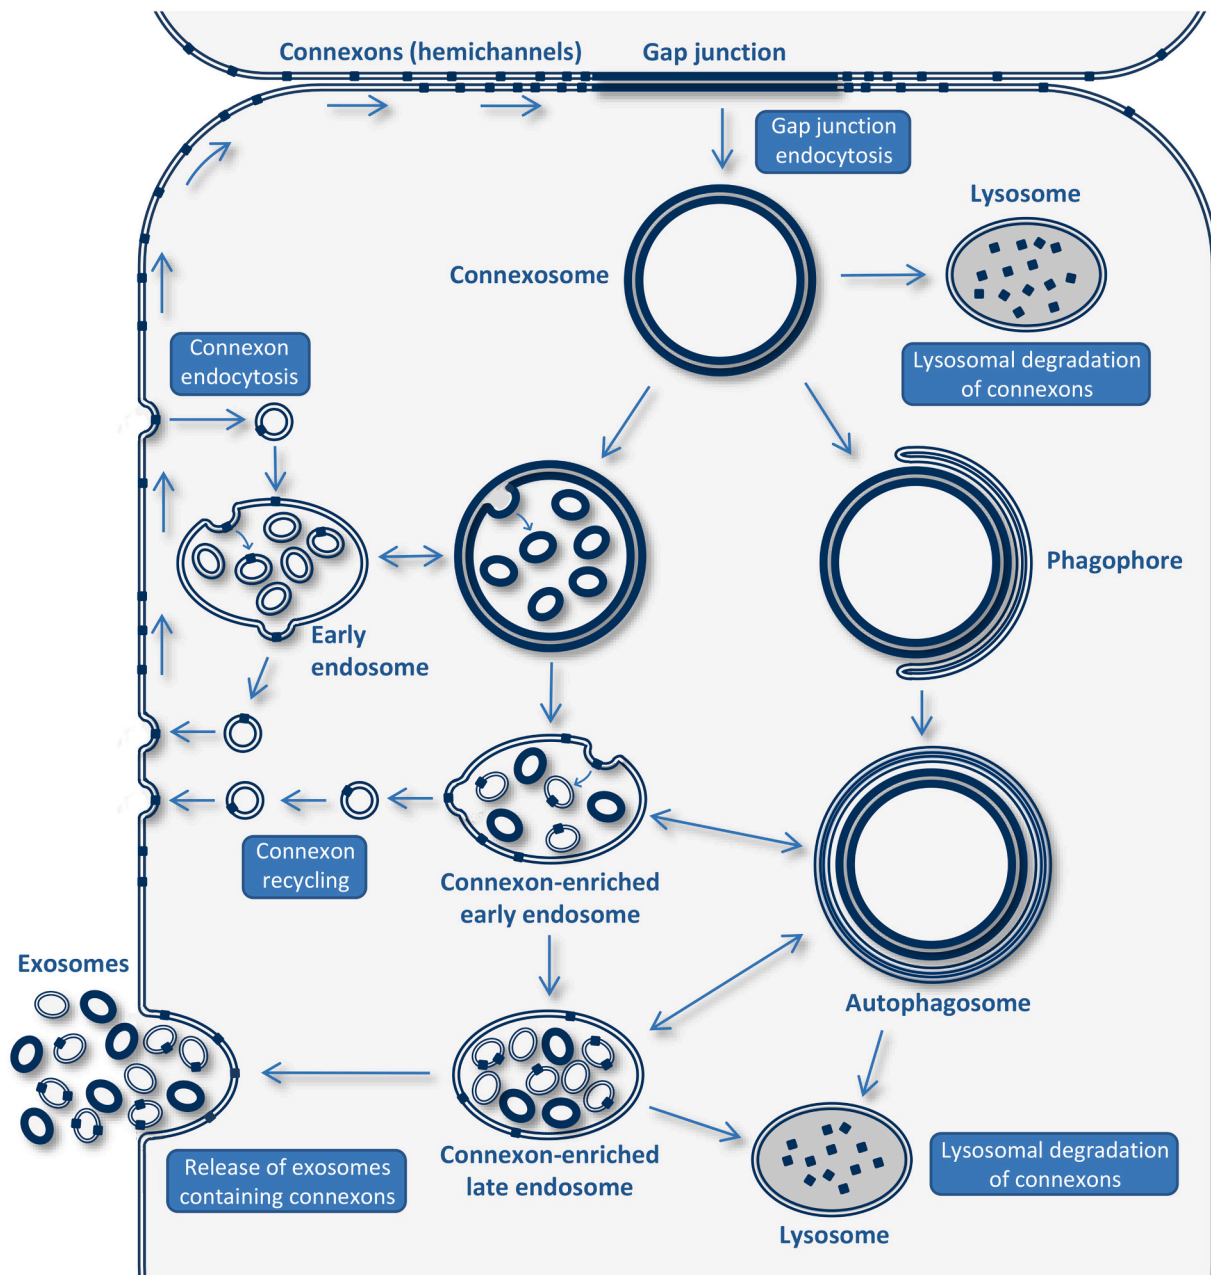 Connexons (hemichannels)
Gap junction
Gap junction
endocytosis
Lysosome
Connexosome
Connexon
endocytosis
Lysosomal degradation
of connexons
Phagophore
Early
endosome
Connexon
recycling
Connexon-enriched
early endosome
Exosomes
Autophagosome
Release of exosomes
containing connexons
Connexon-enriched
late endosome
Lysosomal degradation
of connexons
Lysosome